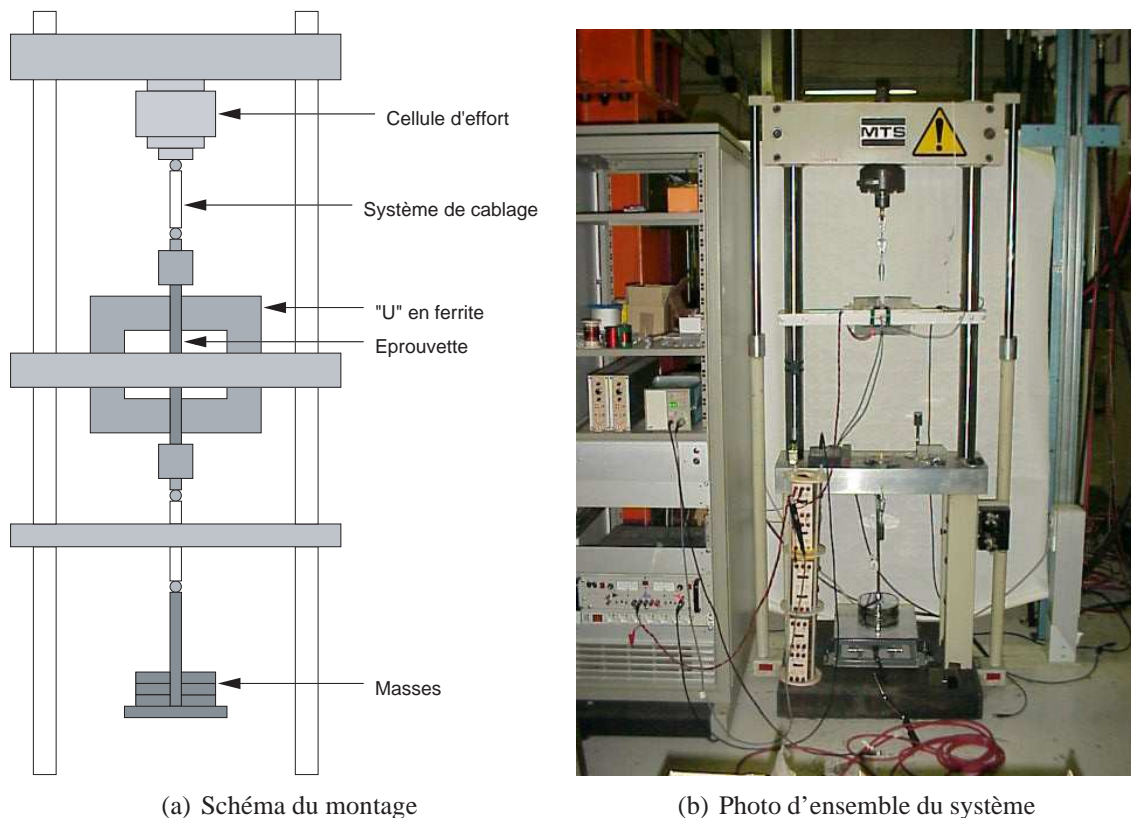 Cellule d'effort
Système de cablage
"U" en ferrite
Eprouvette
Masses
(a) Schéma du montage
MTS
(b) Photo d'ensemble du système